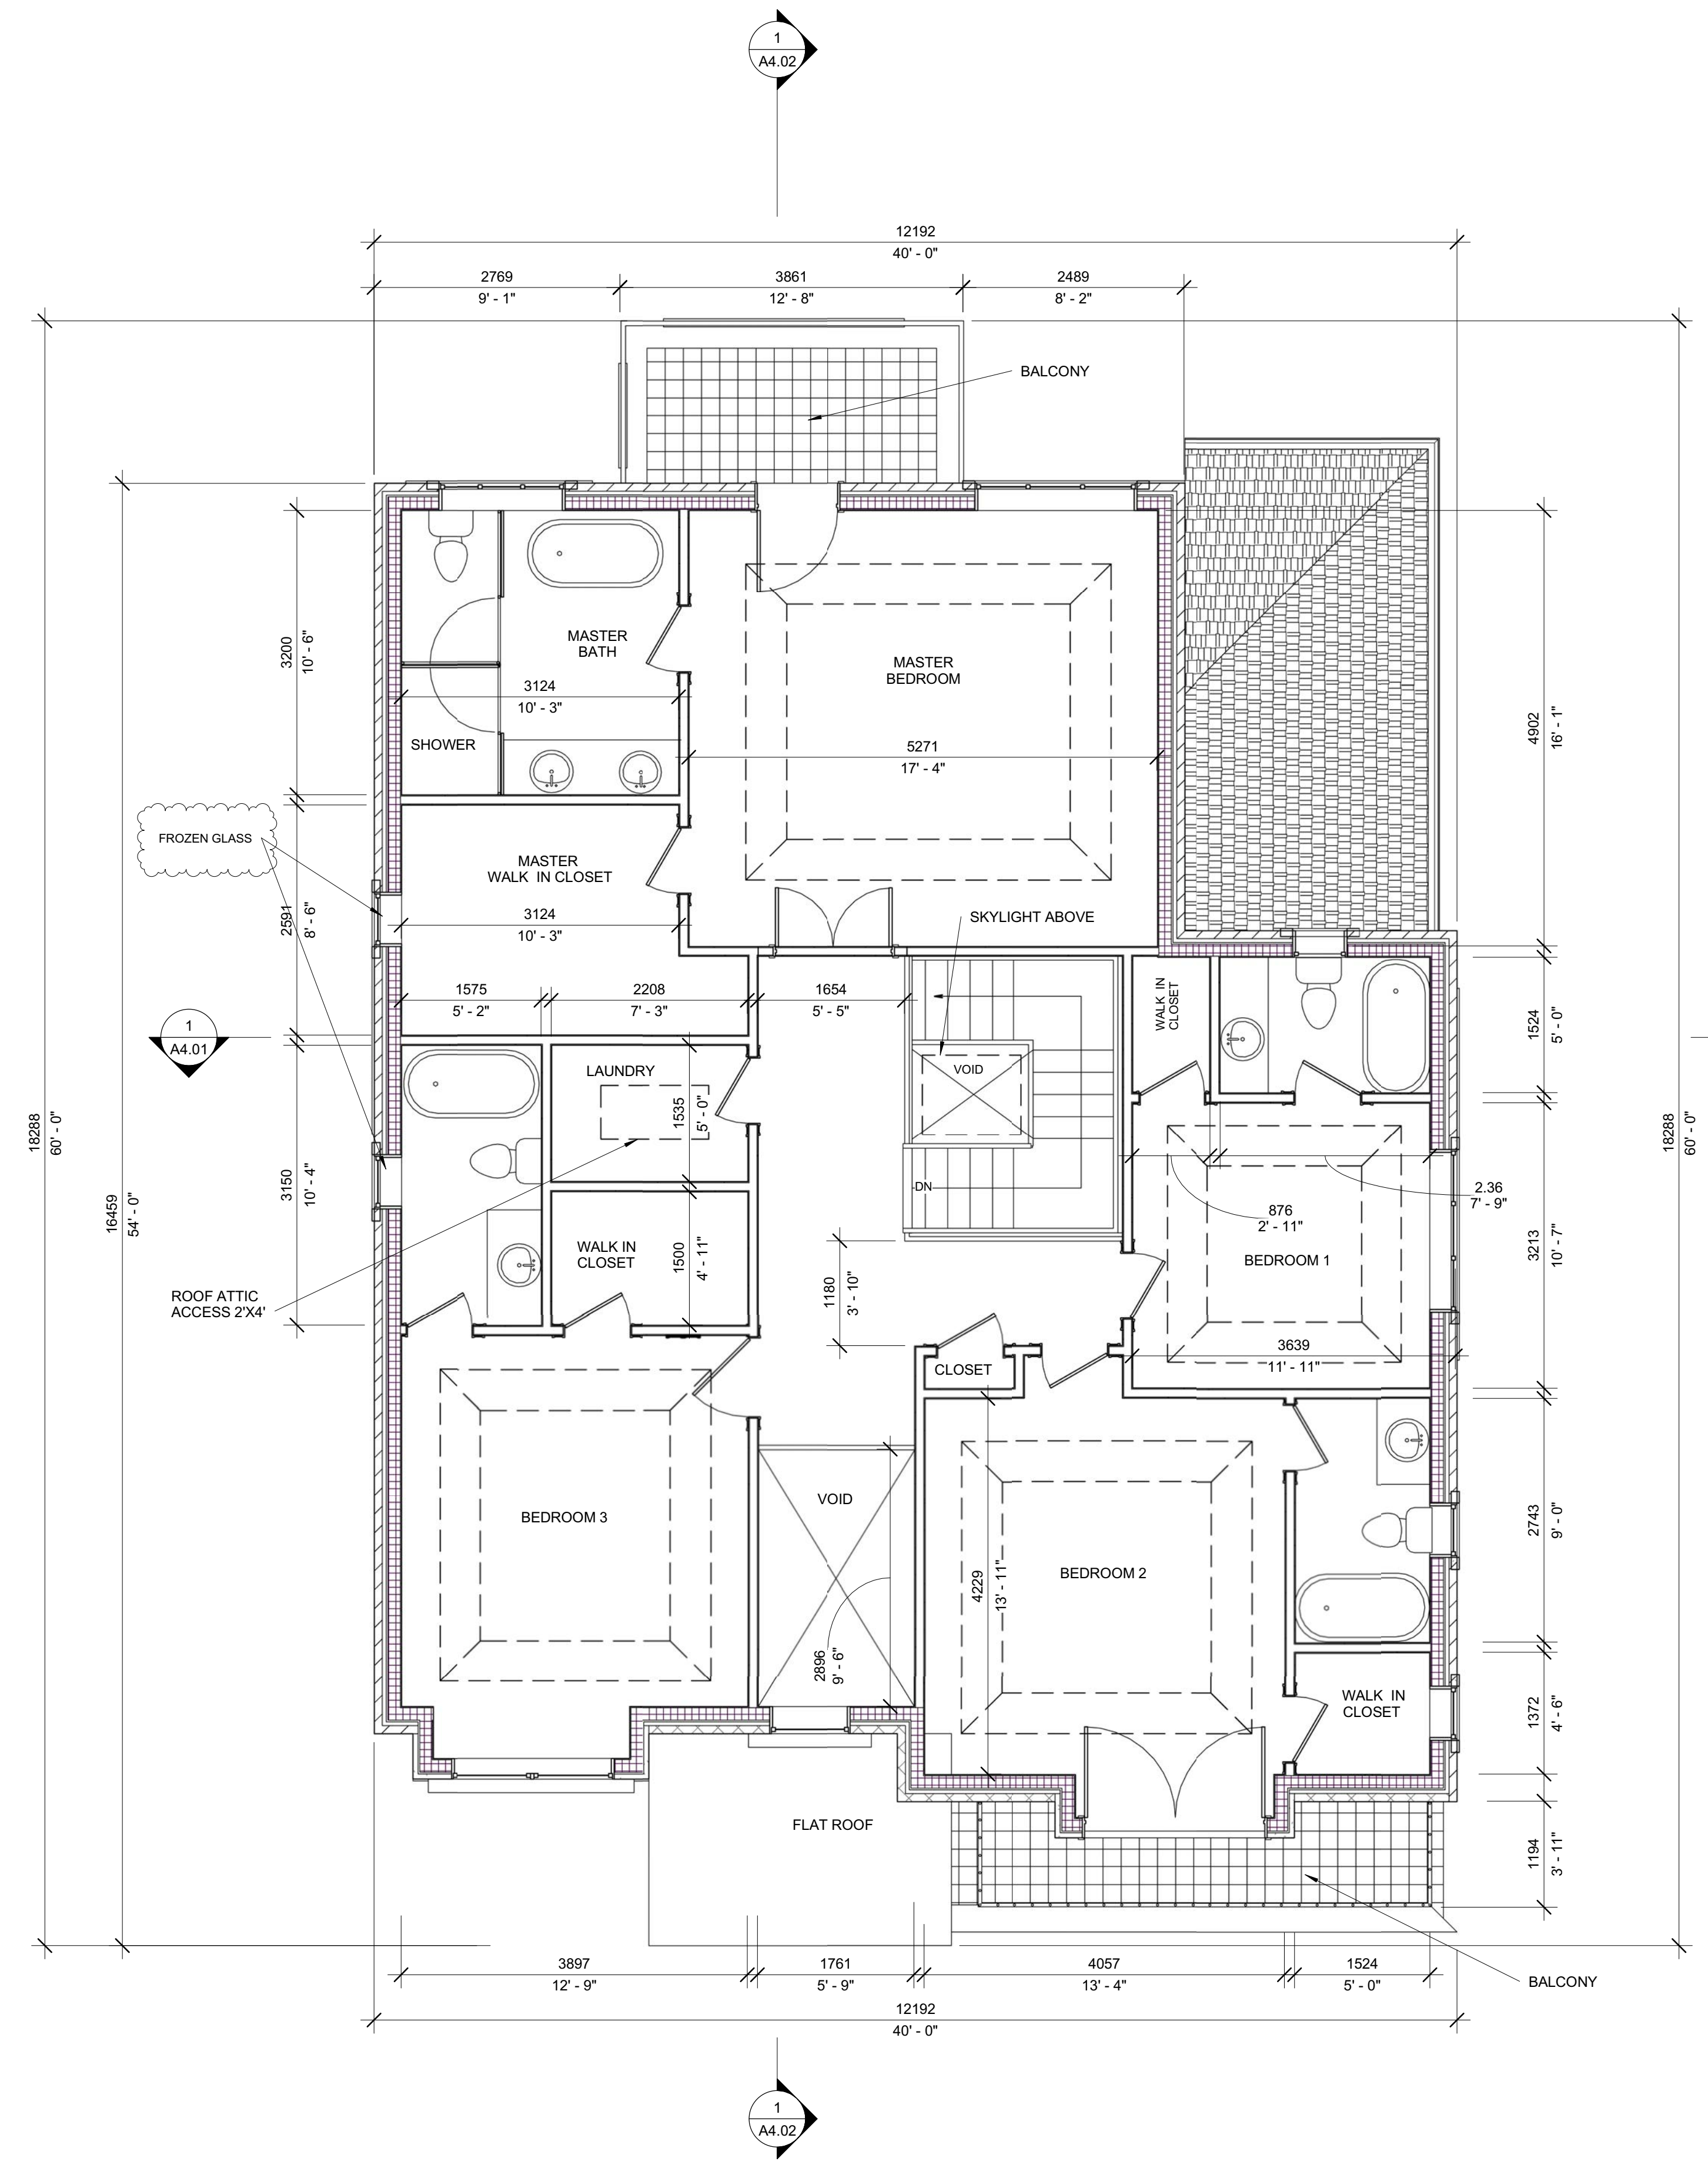 1
A4.02
12192
40' - 0"
2769
9' - 1"
3861
12' - 8"
2489
8' - 2"
BALCONY
MASTER
BATH
MASTER
BEDROOM
3200
10' - 6"
3124
10' - 3"
SHOWER
5271
17' - 4"
4902
16' - 1"
FROZEN GLASS
MASTER
WALK IN CLOSET
2591
8' - 6"
3124
10' - 3"
SKYLIGHT ABOVE
1575
5' - 2"
2208
7' - 3"
1654
5' - 5"
WALK IN
CLOSET
1524
5' - 0"
1
A4.01
LAUNDRY
VOID
1535
5' - 0"
18288
60' - 0"
18288
60' - 0"
16459
54' - 0"
3150
10' - 4"
DN
2.36
7' - 9"
876
2' - 11"
WALK IN
CLOSET
1500
4' - 11"
BEDROOM 1
3213
10' - 7"
ROOF ATTIC
ACCESS 2'X4'
1180
3' - 10"
3639
11' - 11"
CLOSET
VOID
BEDROOM 3
2743
9' - 0"
BEDROOM 2
4229
13' - 11"
2896
9' - 6"
WALK IN
CLOSET
1372
4' - 6"
FLAT ROOF
1194
3' - 11"
3897
12' - 9"
1761
5' - 9"
4057
13' - 4"
1524
5' - 0"
BALCONY
12192
40' - 0"
1
A4.02